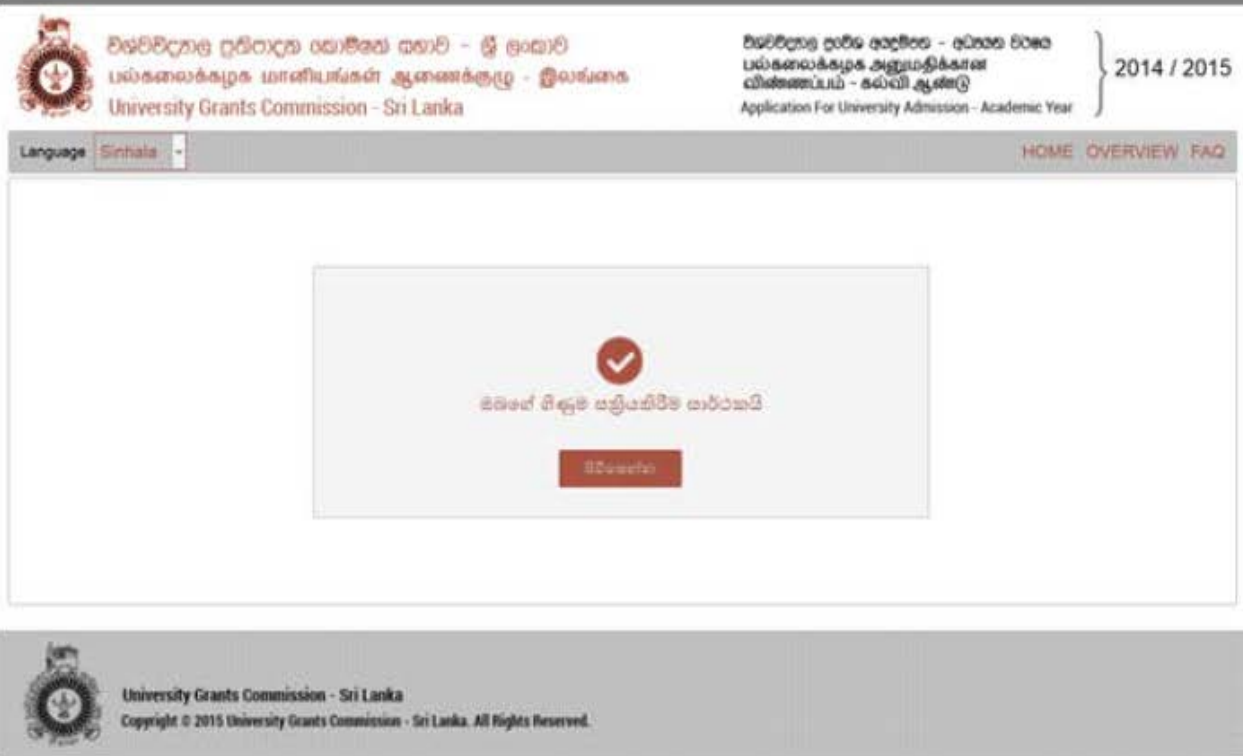 විශ්වවිද්‍යාල ප්‍රතිපාදන කොමිෂන් සභාව - ශ්‍රී ලංකාව
பல்கலைக்கழக மானியங்கள் ஆணைக்குழு - இலங்கை
University Grants Commission - Sri Lanka
විශ්වවිද්‍යාල ප්‍රවේශ අයදුම්පත - අධ්‍යයන වර්ෂය
பல்கலைக்கழக அனுமதிக்கான
விண்ணப்பம் - கல்வி ஆண்டு
Application For University Admission - Academic Year
2014 / 2015
Language Sinhala
HOME OVERVIEW FAQ
ඔබගේ ගිණුම සක්‍රියකිරීම සාර්ථකයි
පිවිසෙන්න
University Grants Commission - Sri Lanka
Copyright © 2015 University Grants Commission - Sri Lanka. All Rights Reserved.